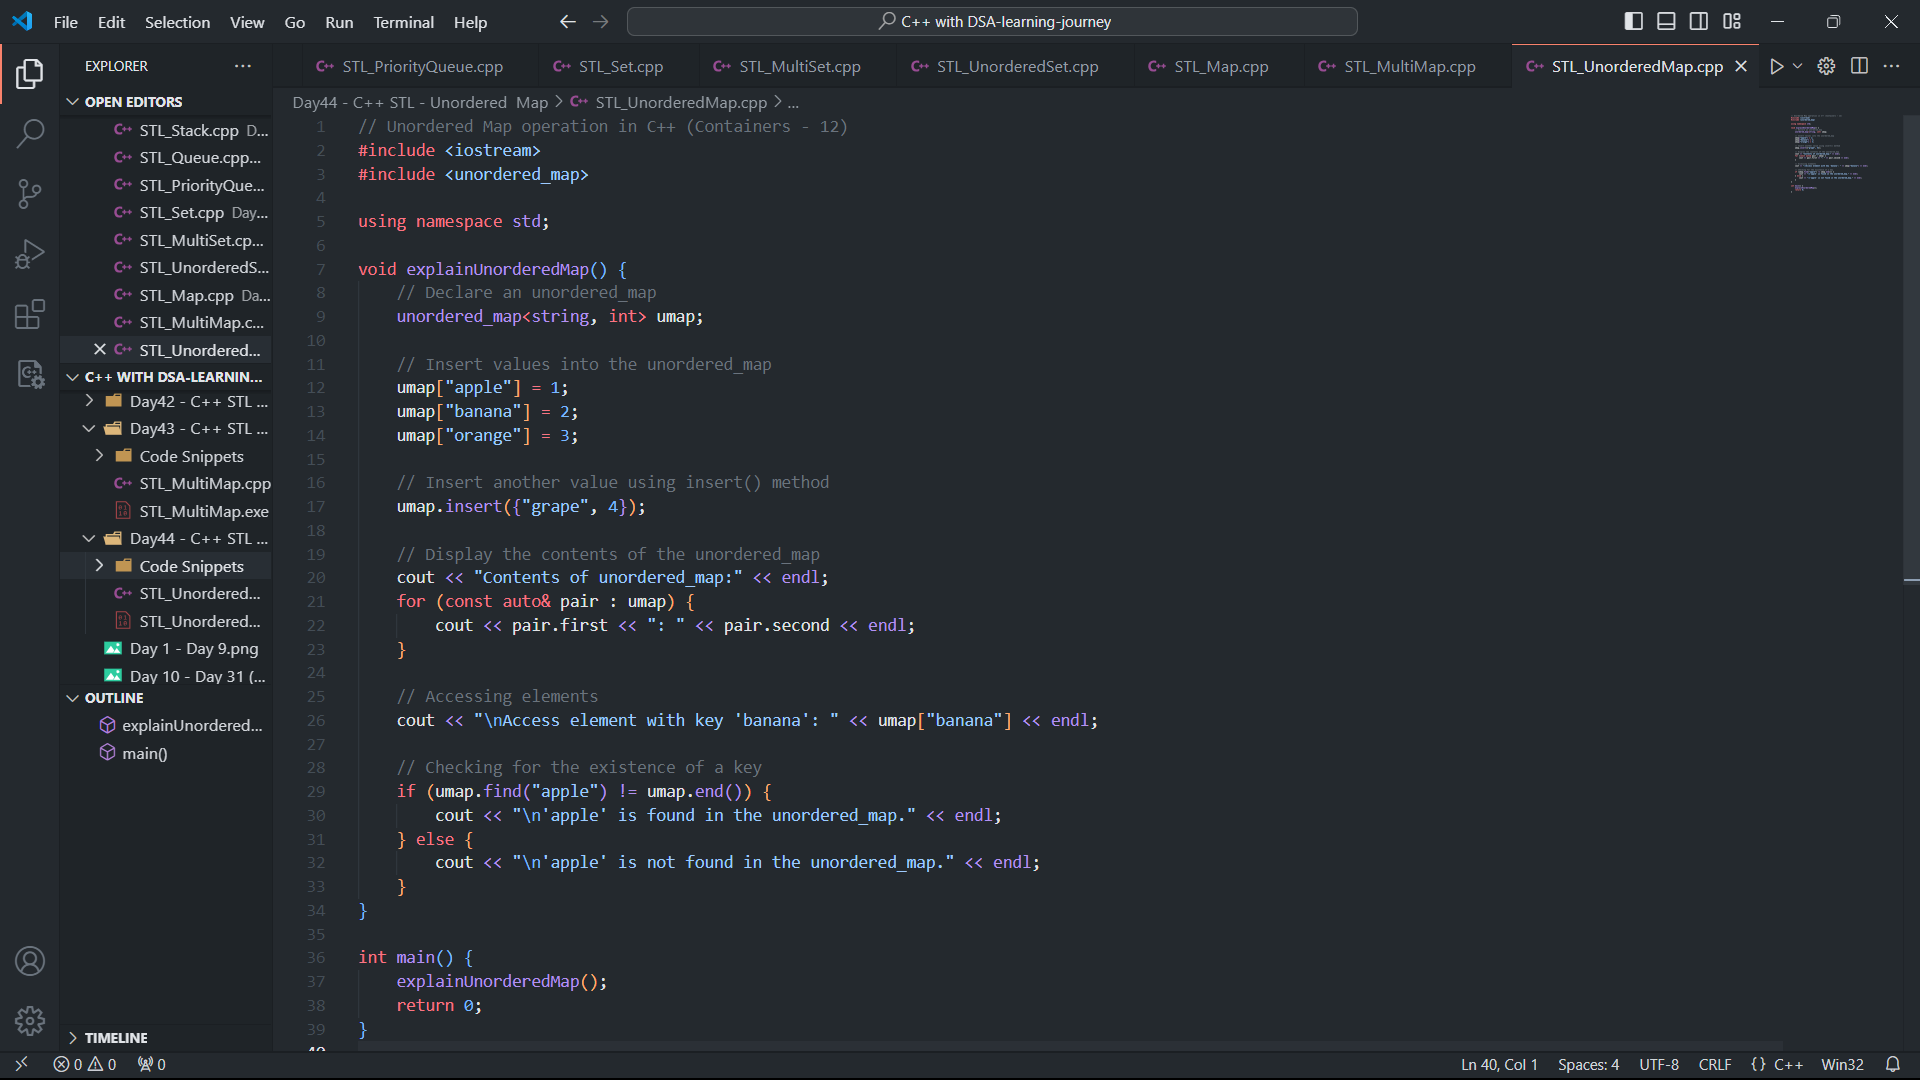 File Edit Selection View Go Run Terminal Help
C++ with DSA-learning-journey
EXPLORER
OPEN EDITORS
STL_Stack.cpp D...
STL_Queue.cpp...
STL_PriorityQue...
STL_Set.cpp Day...
STL_MultiSet.cp...
STL_UnorderedS...
STL_Map.cpp Da...
STL_MultiMap.c...
STL_Unordered...
C++ WITH DSA-LEARNIN...
Day42 - C++ STL ...
Day43 - C++ STL ...
Code Snippets
STL_MultiMap.cpp
STL_MultiMap.exe
Day44 - C++ STL ...
Code Snippets
STL_Unordered...
STL_Unordered...
Day 1 - Day 9.png
Day 10 - Day 31 (...
OUTLINE
explainUnordered...
main()
TIMELINE
STL_PriorityQueue.cpp STL_Set.cpp STL_MultiSet.cpp STL_UnorderedSet.cpp STL_Map.cpp STL_MultiMap.cpp STL_UnorderedMap.cpp
Day44 - C++ STL - Unordered Map > STL_UnorderedMap.cpp > ...
1 // Unordered Map operation in C++ (Containers - 12)
2 #include <iostream>
3 #include <unordered_map>
4
5 using namespace std;
6
7 void explainUnorderedMap() {
8     // Declare an unordered_map
9     unordered_map<string, int> umap;
10
11     // Insert values into the unordered_map
12     umap["apple"] = 1;
13     umap["banana"] = 2;
14     umap["orange"] = 3;
15
16     // Insert another value using insert() method
17     umap.insert({"grape", 4});
18
19     // Display the contents of the unordered_map
20     cout << "Contents of unordered_map:" << endl;
21     for (const auto& pair : umap) {
22         cout << pair.first << ": " << pair.second << endl;
23     }
24
25     // Accessing elements
26     cout << "\nAccess element with key 'banana': " << umap["banana"] << endl;
27
28     // Checking for the existence of a key
29     if (umap.find("apple") != umap.end()) {
30         cout << "\n'apple' is found in the unordered_map." << endl;
31     } else {
32         cout << "\n'apple' is not found in the unordered_map." << endl;
33     }
34 }
35
36 int main() {
37     explainUnorderedMap();
38     return 0;
39 }
40
0 0 0
Ln 40, Col 1 Spaces: 4 UTF-8 CRLF {} C++ Win32